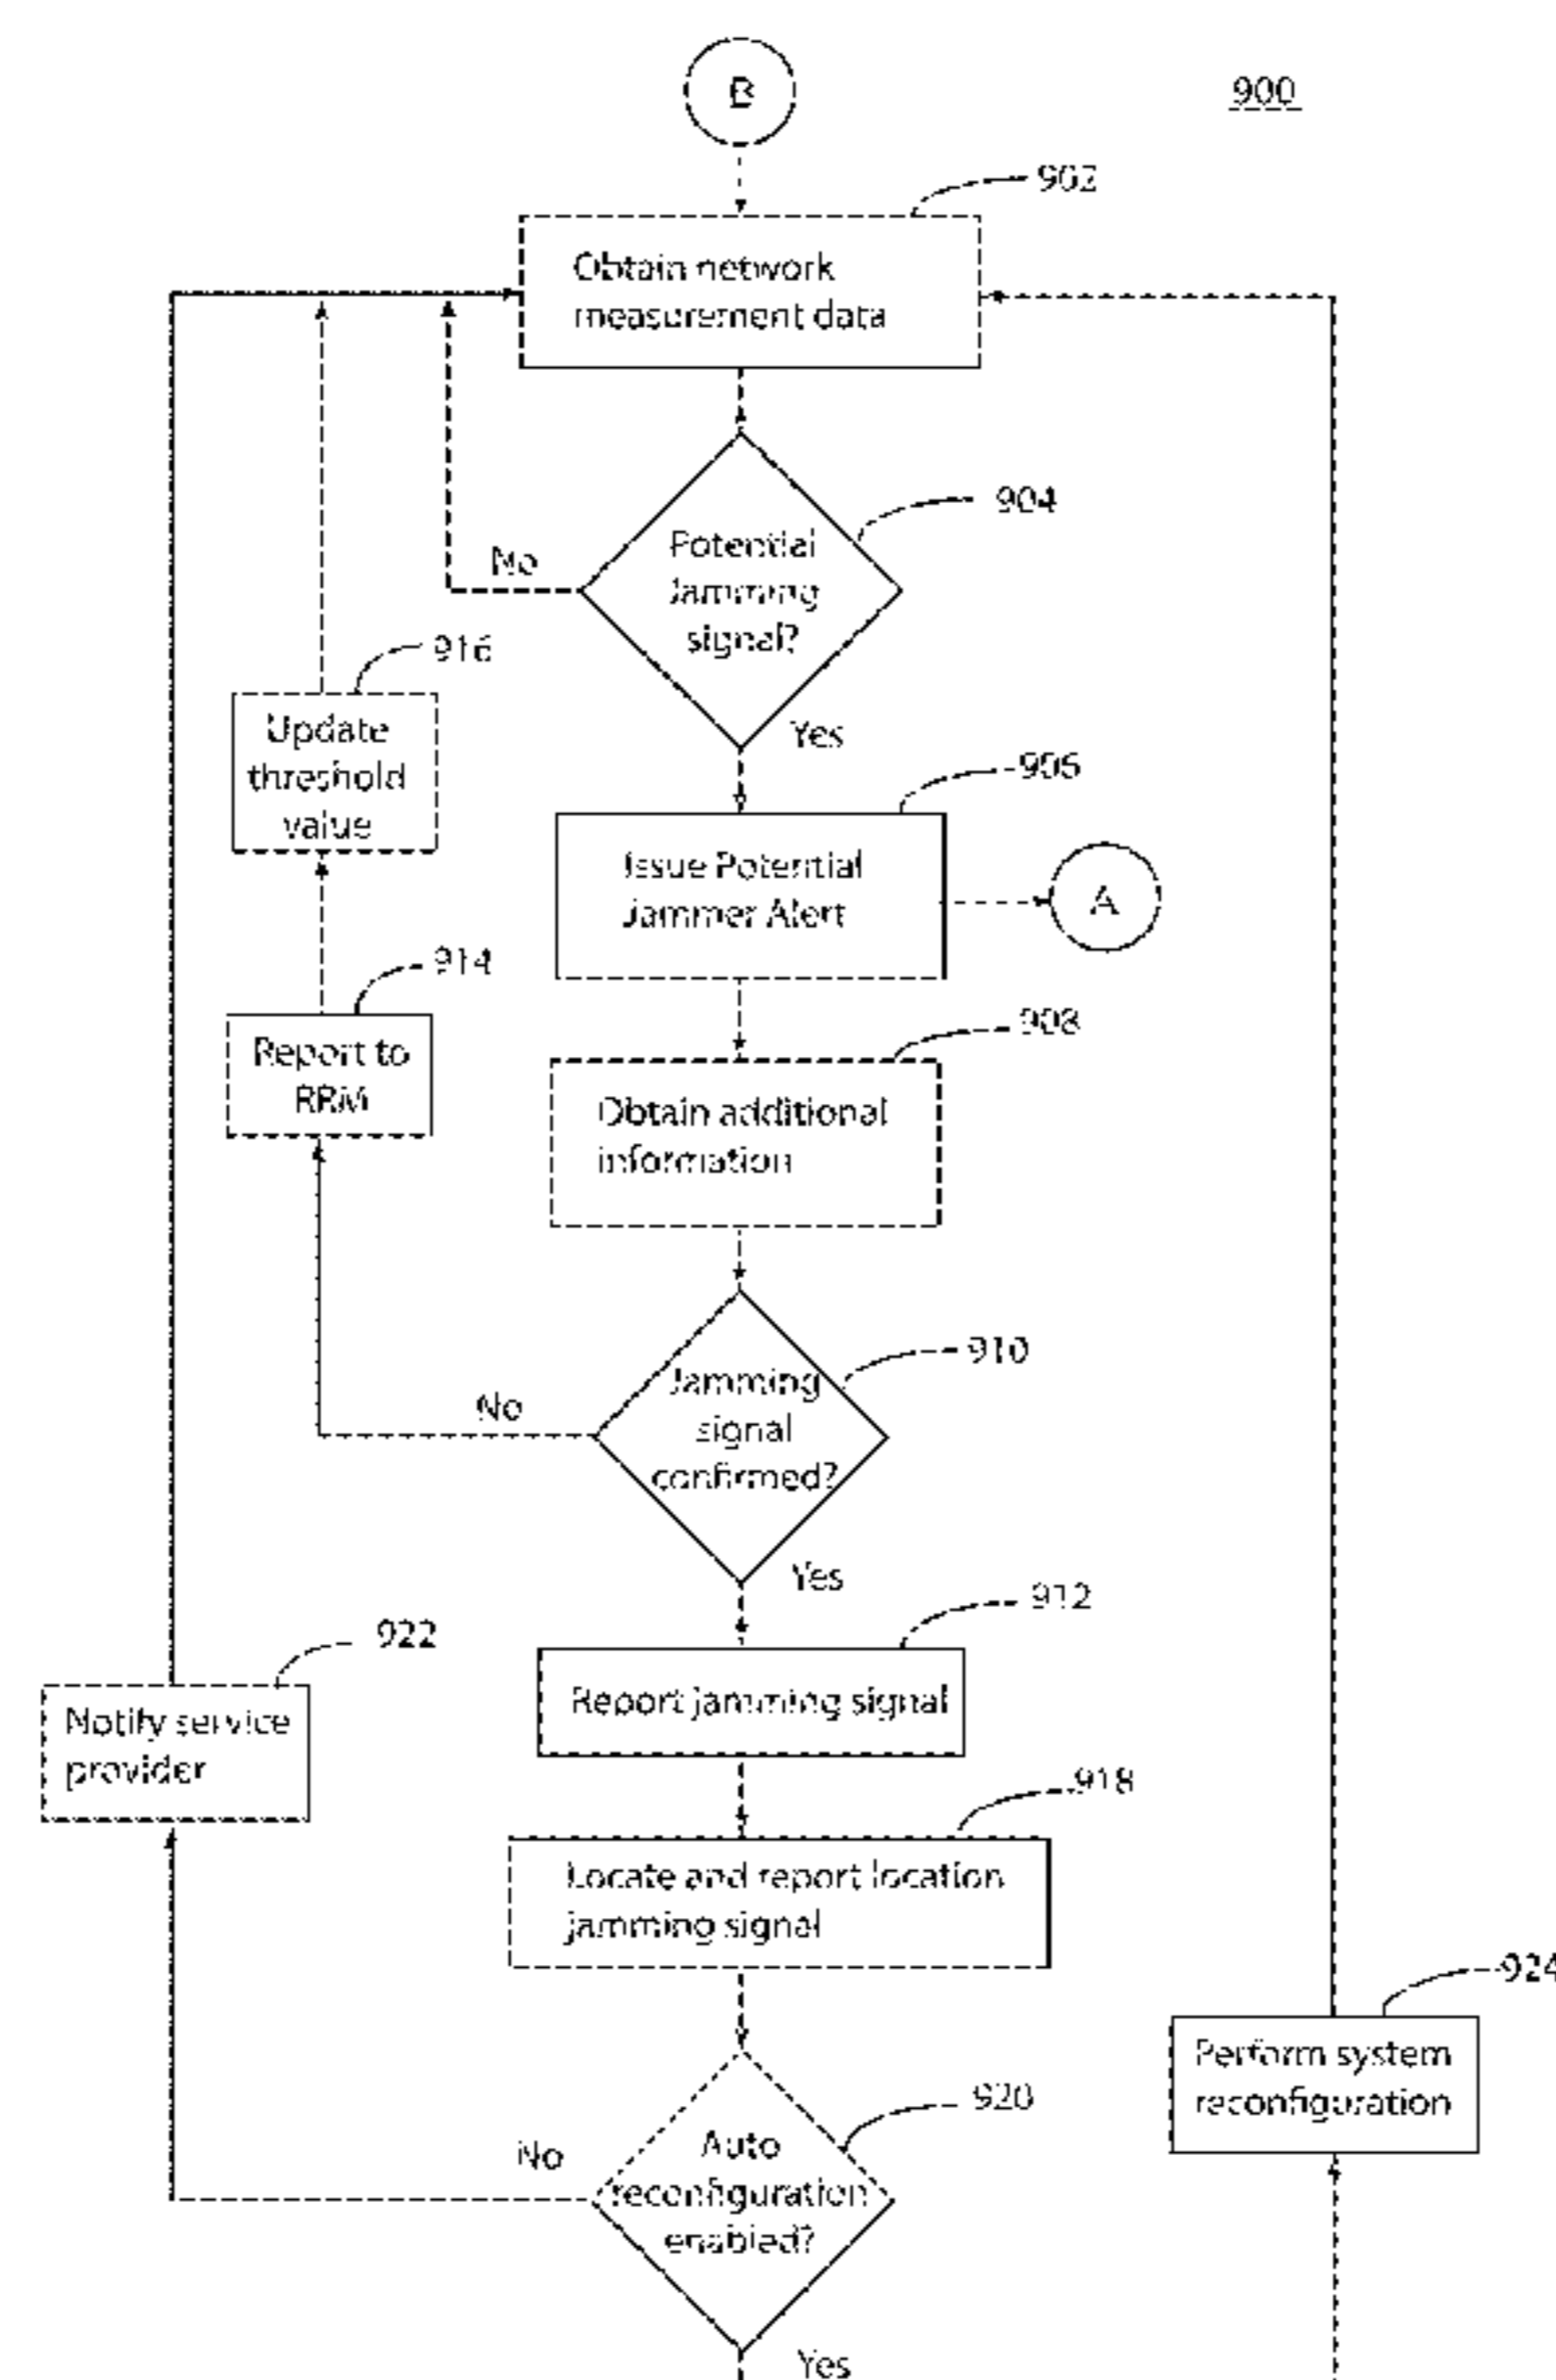 B
900
902
Obtain network
measurement data
904
Potential
Jamming
signal?
No
Yes
916
Update
threshold
value
906
Issue Potential
Jammer Alert
A
914
Report to
RRM
908
Obtain additional
information
910
Jamming
signal
confirmed?
No
Yes
912
Report jamming signal
922
Notify service
provider
918
Locate and report location
jamming signal
924
Perform system
reconfiguration
920
Auto
reconfiguration
enabled?
No
Yes